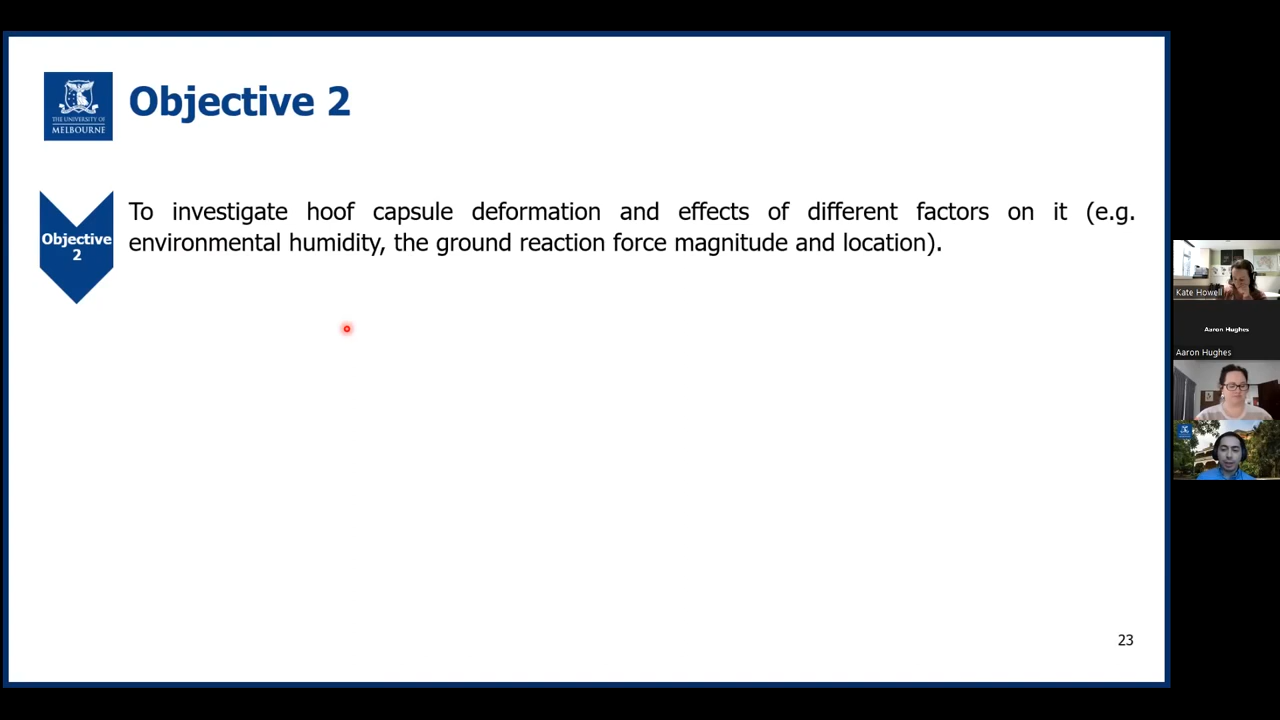 THE UNIVERSITY OF
MELBOURNE
Objective 2
Objective
2
To investigate hoof capsule deformation and effects of different factors on it (e.g.
environmental humidity, the ground reaction force magnitude and location).
23
Kate Howell
Aaron Hughes
Aaron Hughes